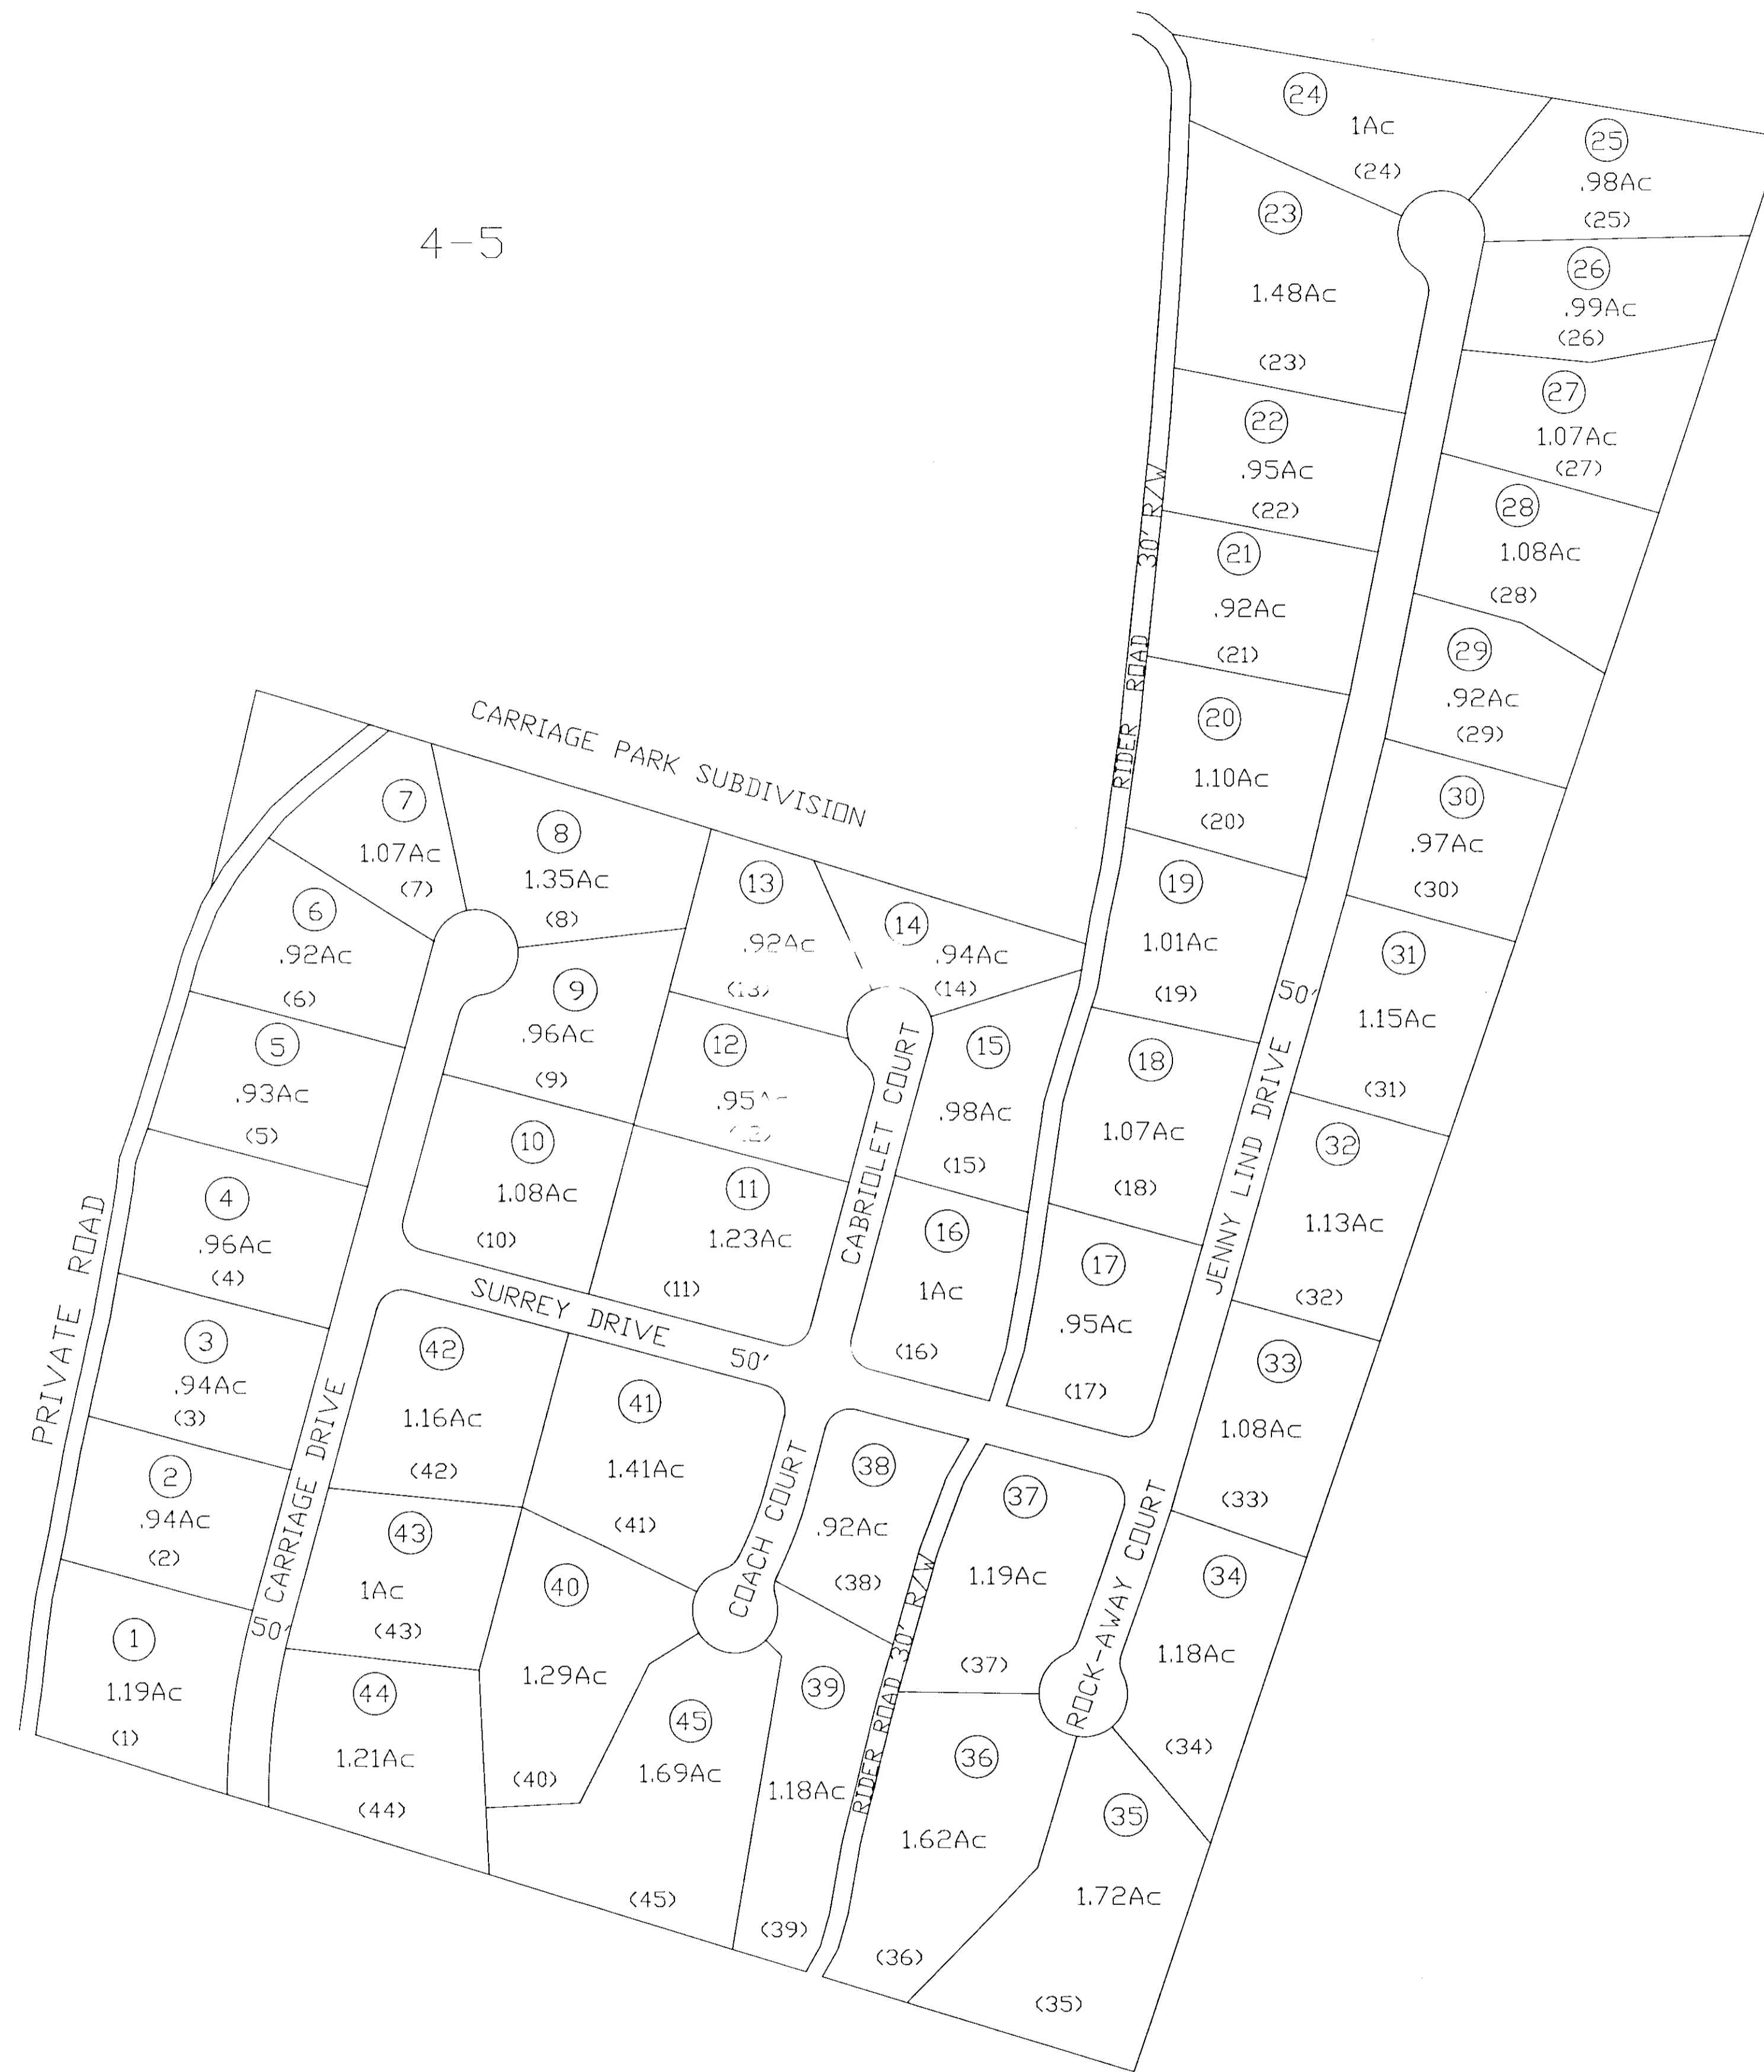 4-5
24
1Ac
(24)
25
.98Ac
(25)
23
1.48Ac
(23)
26
.99Ac
(26)
27
1.07Ac
(27)
22
.95Ac
(22)
28
1.08Ac
(28)
21
.92Ac
(21)
29
.92Ac
(29)
20
1.10Ac
(20)
30
.97Ac
(30)
RIDER ROAD 30' R/W
CARRIAGE PARK SUBDIVISION
7
1.07Ac
(7)
8
1.35Ac
(8)
13
.92Ac
(13)
14
.94Ac
(14)
19
1.01Ac
(19)
31
1.15Ac
(31)
6
.92Ac
(6)
9
.96Ac
(9)
12
.95
15
.98Ac
(15)
18
1.07Ac
(18)
50'
JENNY LIND DRIVE
32
1.13Ac
(32)
5
.93Ac
(5)
10
1.08Ac
(10)
11
1.23Ac
(11)
CABRIOLET COURT
16
1Ac
(16)
17
.95Ac
(17)
4
.96Ac
(4)
PRIVATE ROAD
SURREY DRIVE
50'
3
.94Ac
(3)
42
1.16Ac
(42)
41
1.41Ac
(41)
33
1.08Ac
(33)
2
.94Ac
(2)
CARRIAGE DRIVE
50'
43
1Ac
(43)
40
1.29Ac
(40)
COACH COURT
38
.92Ac
(38)
37
1.19Ac
(37)
ROCK-AWAY COURT
34
1.18Ac
(34)
1
1.19Ac
(1)
44
1.21Ac
(44)
45
1.69Ac
(45)
39
1.18Ac
(39)
RIDER ROAD 30' R/W
36
1.62Ac
(36)
35
1.72Ac
(35)